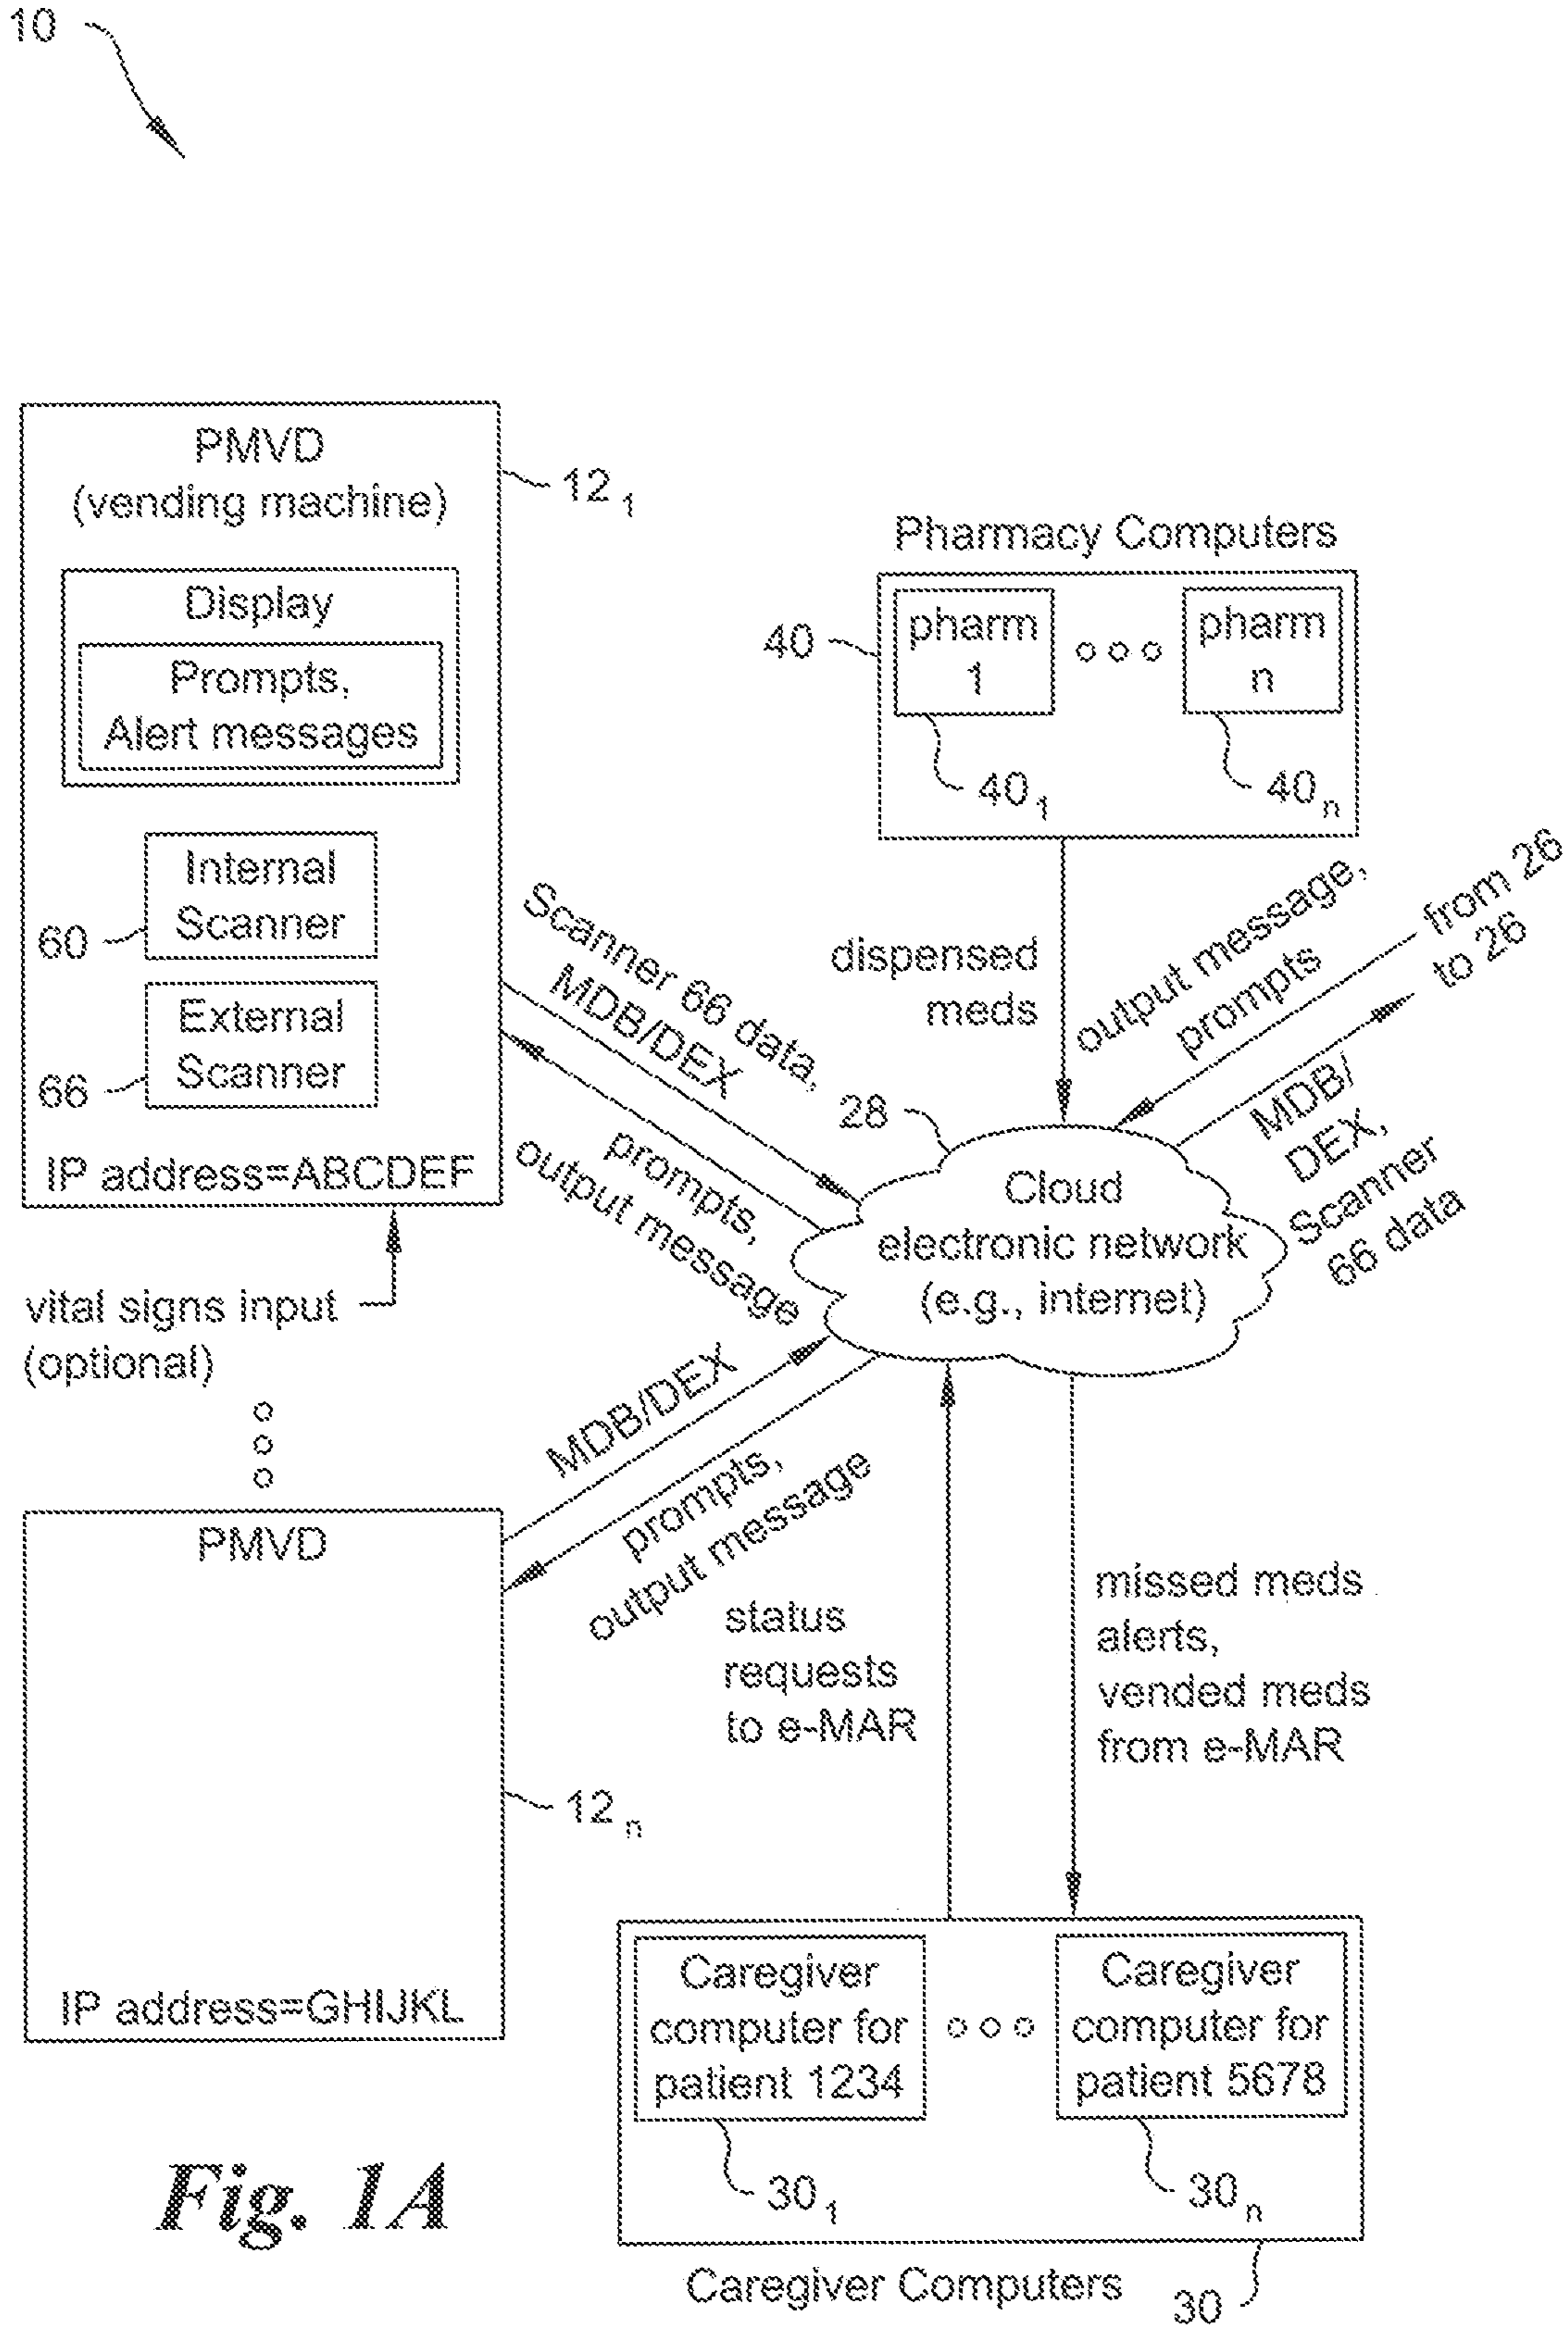 10
PMVD
(vending machine)
12 1
Display
Prompts,
Alert messages
Internal
Scanner
60
External
Scanner
66
IP address=ABCDEF
vital signs input
(optional)
Pharmacy Computers
40
pharm
1
pharm
n
40 1
40 n
dispensed
meds
output message,
prompts
from 26
to 26
MDB/
DEX,
Scanner
66 data
Scanner 66 data,
MDB/DEX
prompts,
output message
28
Cloud
electronic network
(e.g., internet)
MDB/DEX
prompts,
output message
PMVD
12 n
IP address=GHIJKL
status
requests
to e-MAR
missed meds
alerts,
vended meds
from e-MAR
Caregiver
computer for
patient 1234
Caregiver
computer for
patient 5678
30 1
30 n
Caregiver Computers
30
Fig. 1A